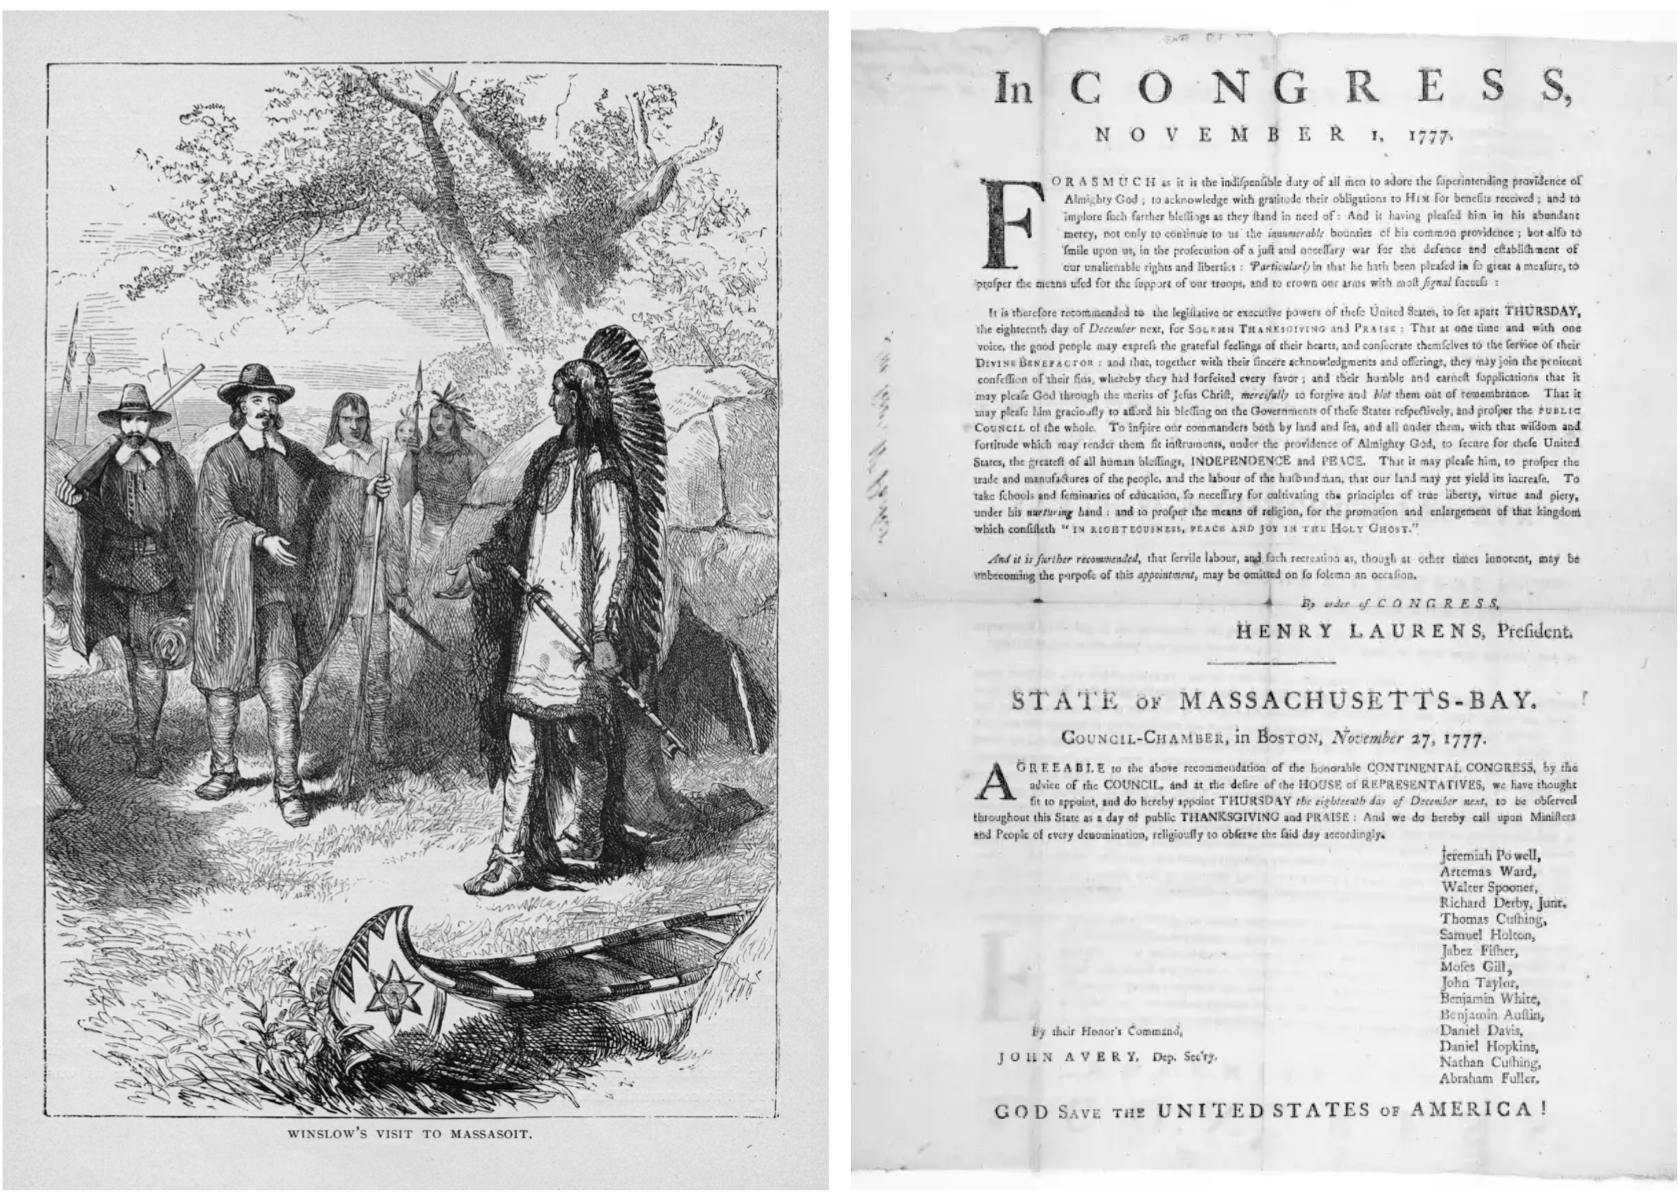 WINSLOW'S VISIT TO MASSASOIT.
In CONGRESS,
NOVEMBER 1, 1777.
FORASMUCH as it is the indiſpenſible duty of all men to adore the ſuperintending providence of
Almighty God ; to acknowledge with gratitude their obligations to HIM for benefits received ; and to
implore ſuch farther bleſſings as they ſtand in need of : And it having pleaſed him in his abundant
mercy, not only to continue to us the innumerable bounties of his common providence ; but alſo to
ſmile upon us, in the proſecution of a juſt and neceſſary war for the defence and eſtabliſhment of
our unalienable rights and liberties : Particularly in that he hath been pleaſed in ſo great a meaſure, to
proſper the means uſed for the ſupport of our troops, and to crown our arms with moſt ſignal ſucceſs :
It is therefore recommended to the legiſlative or executive powers of theſe United States, to ſet apart THURSDAY,
the eighteenth day of December next, for SOLEMN THANKSGIVING and PRAISE : That at one time and with one
voice, the good people may expreſs the grateful feelings of their hearts, and conſecrate themſelves to the ſervice of their
DIVINE BENEFACTOR : and that, together with their ſincere acknowledgments and offerings, they may join the penitent
confeſſion of their ſins, whereby they had forfeited every favor ; and their humble and earneſt ſupplications that it
may pleaſe God through the merits of Jeſus Chriſt, mercifully to forgive and blot them out of remembrance. That it
may pleaſe him graciouſly to afford his bleſſing on the Governments of theſe States reſpectively, and proſper the PUBLIC
COUNCIL of the whole. To inſpire our commanders both by land and ſea, and all under them, with that wiſdom and
fortitude which may render them fit inſtruments, under the providence of Almighty God, to ſecure for theſe United
States, the greateſt of all human bleſſings, INDEPENDENCE and PEACE. That it may pleaſe him, to proſper the
trade and manufactures of the people, and the labour of the huſbandman, that our land may yet yield its increaſe. To
take ſchools and ſeminaries of education, ſo neceſſary for cultivating the principles of true liberty, virtue and piety,
under his nurturing hand : and to proſper the means of religion, for the promotion and enlargement of that kingdom
which conſiſteth " IN RIGHTEOUSNESS, PEACE AND JOY IN THE HOLY GHOST."
And it is further recommended, that ſervile labour, and ſuch recreation as, though at other times innocent, may be
unbecoming the purpoſe of this appointment, may be omitted on ſo ſolemn an occaſion.
By order of CONGRESS,
HENRY LAURENS, Preſident.
STATE OF MASSACHUSETTS-BAY.
COUNCIL-CHAMBER, in BOSTON, November 27, 1777.
AGREEABLE to the above recommendation of the honorable CONTINENTAL CONGRESS, by the
advice of the COUNCIL, and at the deſire of the HOUSE of REPRESENTATIVES, we have thought
fit to appoint, and do hereby appoint THURSDAY the eighteenth day of December next, to be obſerved
throughout this State as a day of public THANKSGIVING and PRAISE : And we do hereby call upon Miniſters
and People of every denomination, religiouſly to obſerve the ſaid day accordingly.
Jeremiah Powell,
Artemas Ward,
Walter Spooner,
Richard Derby, Junr.
Thomas Cuſhing,
Samuel Holton,
Jabez Fiſher,
Moſes Gill,
John Taylor,
Benjamin White,
Benjamin Auſtin,
Daniel Davis,
Daniel Hopkins,
Nathan Cuſhing,
Abraham Fuller.
By their Honor's Command,
JOHN AVERY, Dep. Sec'ry.
GOD SAVE THE UNITED STATES OF AMERICA !